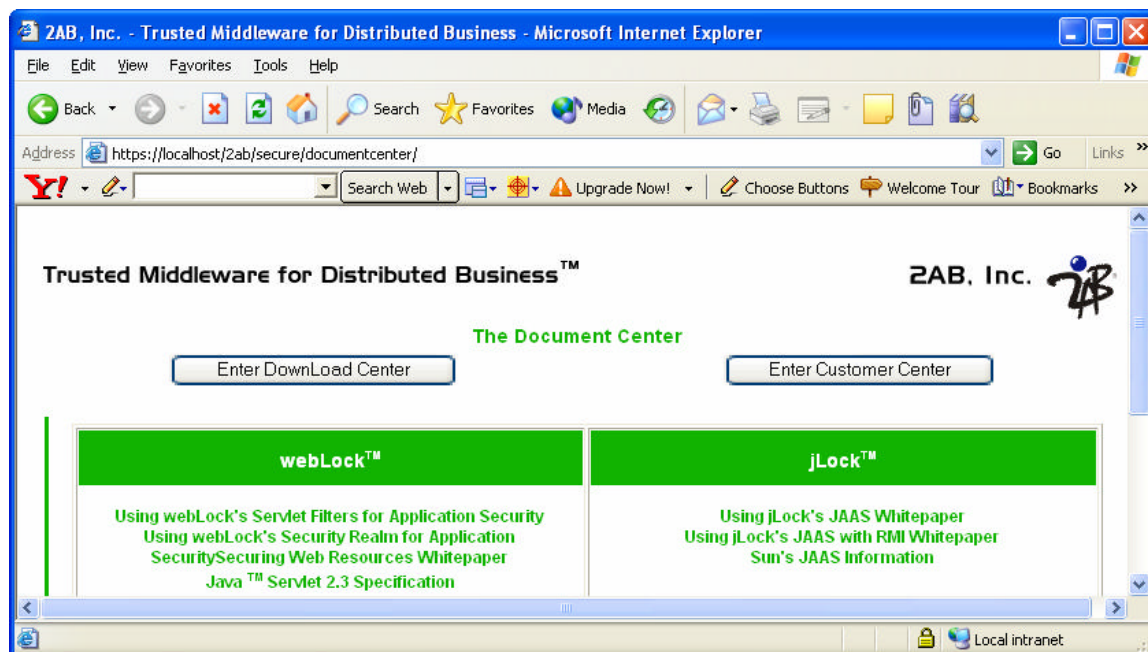 2AB, Inc. - Trusted Middleware for Distributed Business - Microsoft Internet Explorer
File Edit View Favorites Tools Help
Back Search Favorites Media
Address https://localhost/2ab/secure/documentcenter/ Go Links »
Y! Search Web Upgrade Now! Choose Buttons Welcome Tour Bookmarks »
Trusted Middleware for Distributed Business™ 2AB, Inc. 2AB
The Document Center
Enter DownLoad Center Enter Customer Center
webLock™ jLock™
Using webLock's Servlet Filters for Application Security Using jLock's JAAS Whitepaper
Using webLock's Security Realm for Application Using jLock's JAAS with RMI Whitepaper
SecuritySecuring Web Resources Whitepaper Sun's JAAS Information
Java ™ Servlet 2.3 Specification
Local intranet